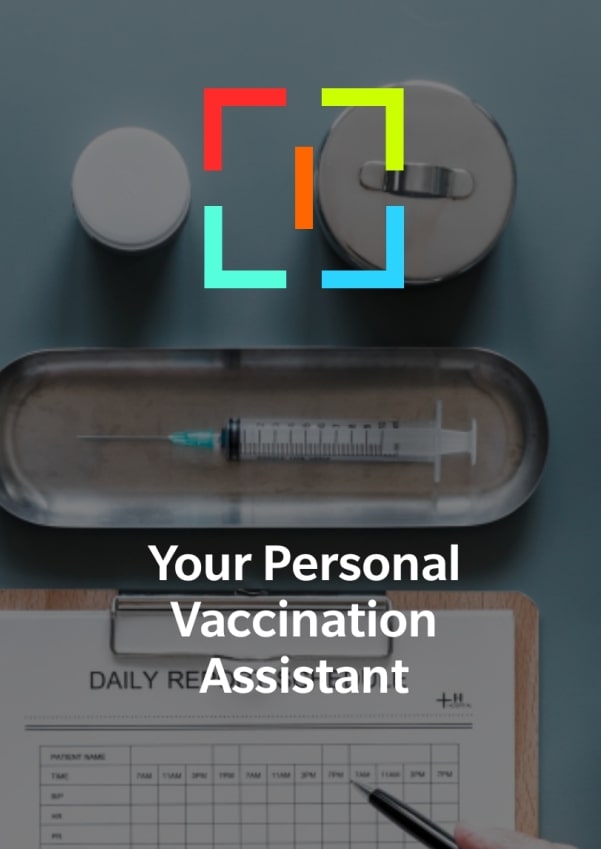 Your Personal
Vaccination
Assistant
DAILY RE
H
PATIENT NAME
TIME 7AM 11AM 3PM 7PM 7AM 11AM 3PM 7PM 7AM 11AM 3PM 7PM
BP
HR